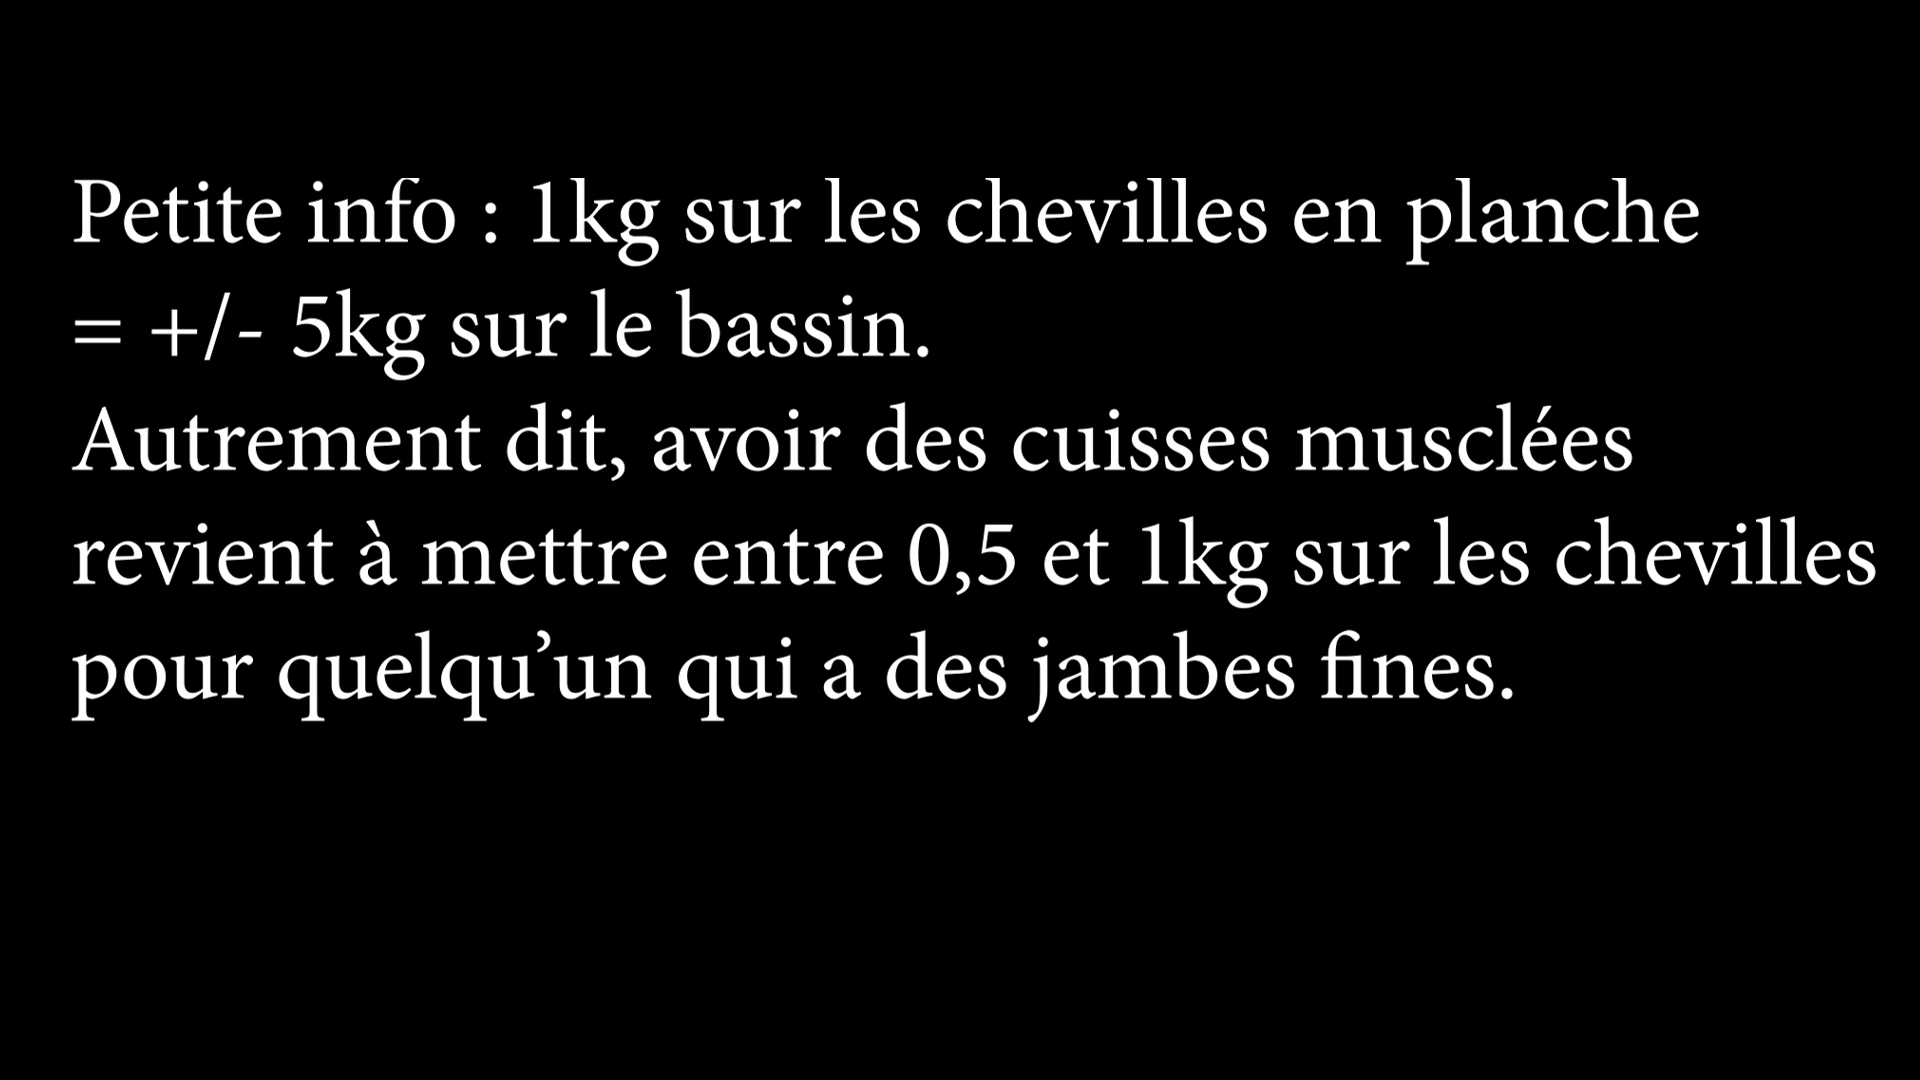 Petite info : 1kg sur les chevilles en planche
= +/- 5kg sur le bassin.
Autrement dit, avoir des cuisses musclées
revient à mettre entre 0,5 et 1kg sur les chevilles
pour quelqu’un qui a des jambes fines.